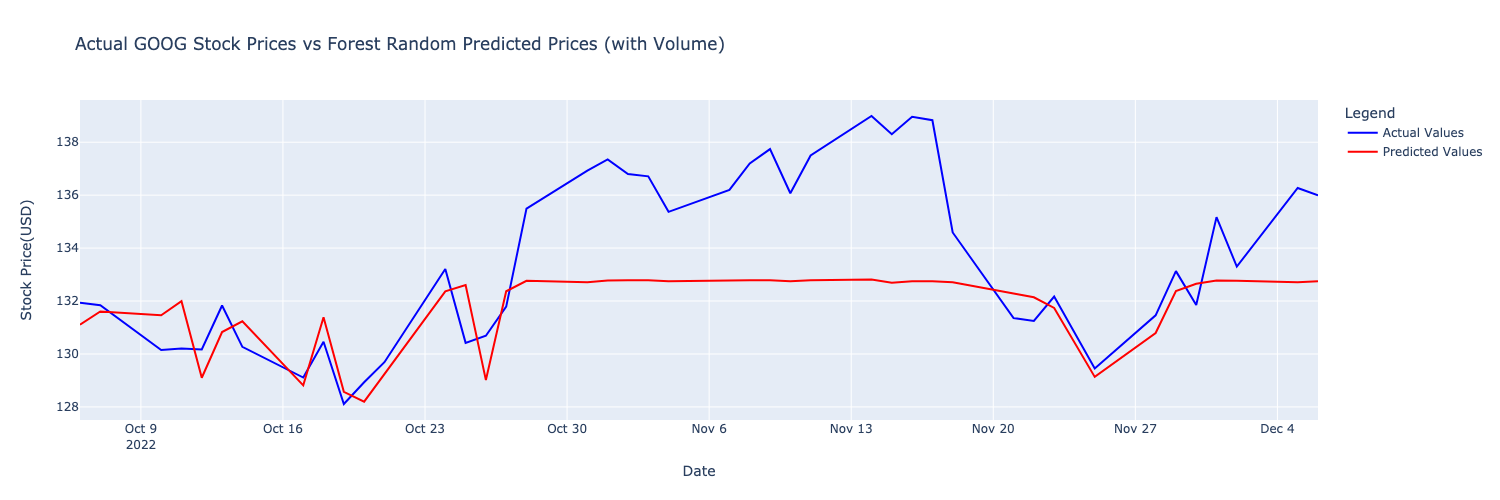 Actual GOOG Stock Prices vs Forest Random Predicted Prices (with Volume)
Legend
Actual Values
Predicted Values
Stock Price(USD)
138
136
134
132
130
128
Oct 9 Oct 16 Oct 23 Oct 30 Nov 6 Nov 13 Nov 20 Nov 27 Dec 4
2022
Date